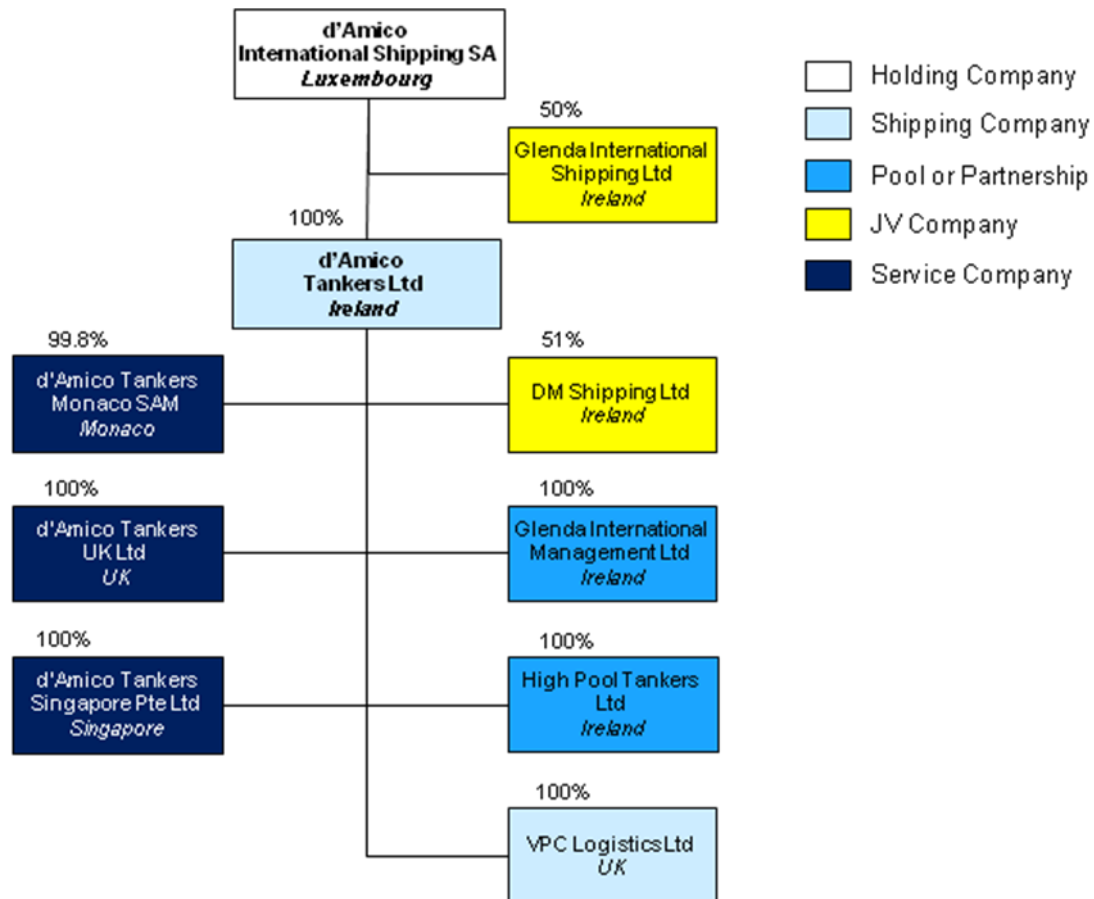 d'Amico
International Shipping SA
Luxembourg
50%
Glenda International
Shipping Ltd
Ireland
100%
d'Amico
Tankers Ltd
Ireland
99.8%
d'Amico Tankers
Monaco SAM
Monaco
51%
DM Shipping Ltd
Ireland
100%
d'Amico Tankers
UK Ltd
UK
100%
Glenda International
Management Ltd
Ireland
100%
d'Amico Tankers
Singapore Pte Ltd
Singapore
100%
High Pool Tankers
Ltd
Ireland
100%
VPC Logistics Ltd
UK
Holding Company
Shipping Company
Pool or Partnership
JV Company
Service Company